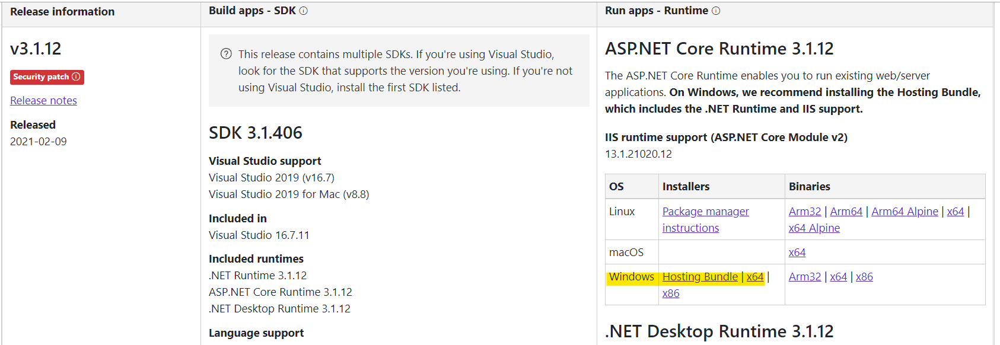 Release information
Build apps - SDK
Run apps - Runtime
v3.1.12
Security patch
Release notes
Released
2021-02-09
This release contains multiple SDKs. If you're using Visual Studio,
look for the SDK that supports the version you're using. If you're not
using Visual Studio, install the first SDK listed.
SDK 3.1.406
Visual Studio support
Visual Studio 2019 (v16.7)
Visual Studio 2019 for Mac (v8.8)
Included in
Visual Studio 16.7.11
Included runtimes
.NET Runtime 3.1.12
ASP.NET Core Runtime 3.1.12
.NET Desktop Runtime 3.1.12
Language support
ASP.NET Core Runtime 3.1.12
The ASP.NET Core Runtime enables you to run existing web/server
applications. On Windows, we recommend installing the Hosting Bundle,
which includes the .NET Runtime and IIS support.
IIS runtime support (ASP.NET Core Module v2)
13.1.21020.12
OS Installers Binaries
Linux Package manager Arm32 | Arm64 | Arm64 Alpine | x64 |
instructions x64 Alpine
macOS x64
Windows Hosting Bundle | x64 | Arm32 | x64 | x86
x86
.NET Desktop Runtime 3.1.12